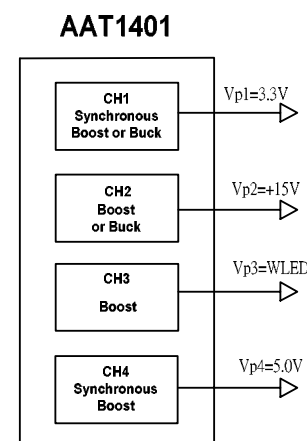 AAT1401
CH1
Synchronous
Boost or Buck
Vp1=3.3V
CH2
Boost
or Buck
Vp2=+15V
CH3
Boost
Vp3=WLED
CH4
Synchronous
Boost
Vp4=5.0V